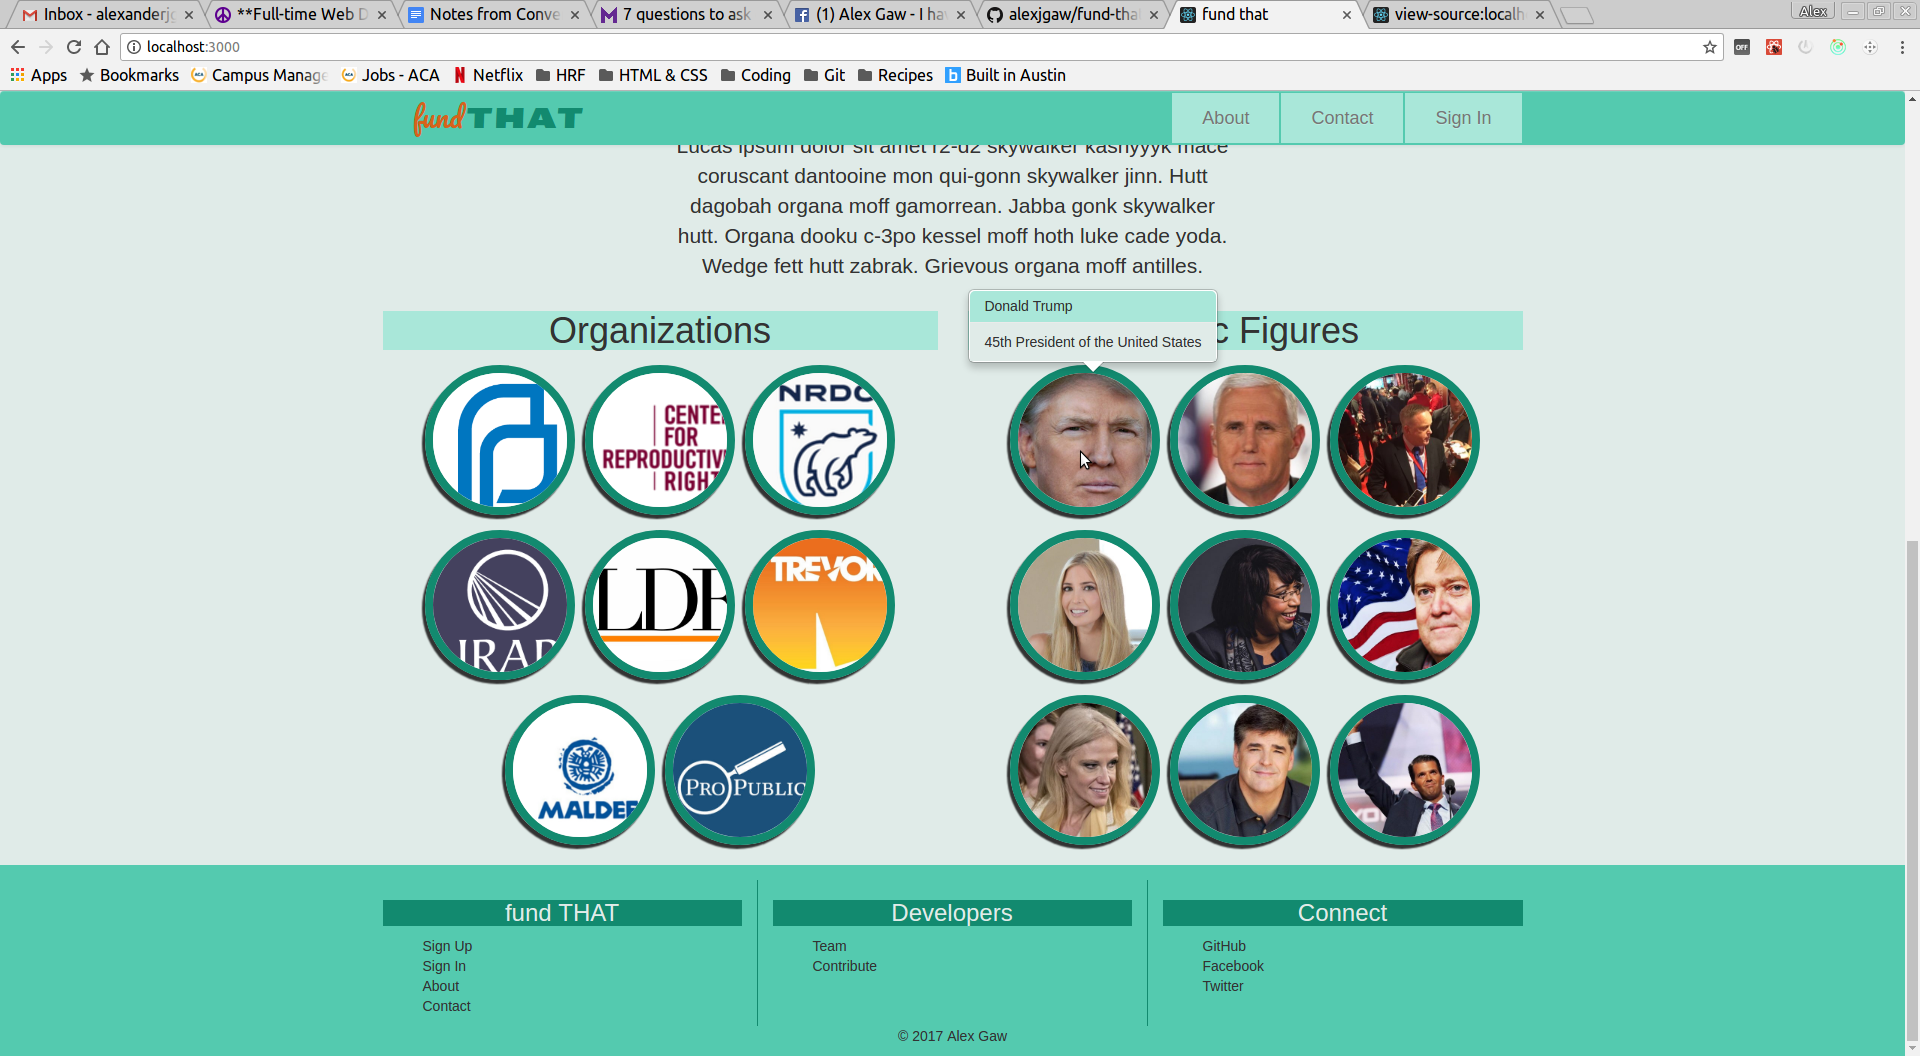 Inbox - alexanderjg
**Full-time Web D
Notes from Conve
7 questions to ask
(1) Alex Gaw - I ha
alexjgaw/fund-tha
fund that
view-source:localh
Alex
localhost:3000
OFF
Apps
Bookmarks
Campus Manage
Jobs - ACA
Netflix
HRF
HTML & CSS
Coding
Git
Recipes
Built in Austin
fund THAT
About
Contact
Sign In
Lucas ipsum dolor sit amet r2-d2 skywalker kashyyyk mace
coruscant dantooine mon qui-gonn skywalker jinn. Hutt
dagobah organa moff gamorrean. Jabba gonk skywalker
hutt. Organa dooku c-3po kessel moff hoth luke cade yoda.
Wedge fett hutt zabrak. Grievous organa moff antilles.
Organizations
c Figures
Donald Trump
45th President of the United States
CENTE
FOR
REPRODUCTIV
RIGH
NRDC
IRAP
LDF
TREVOR
MALDEF
PROPUBLIC
fund THAT
Sign Up
Sign In
About
Contact
Developers
Team
Contribute
Connect
GitHub
Facebook
Twitter
© 2017 Alex Gaw